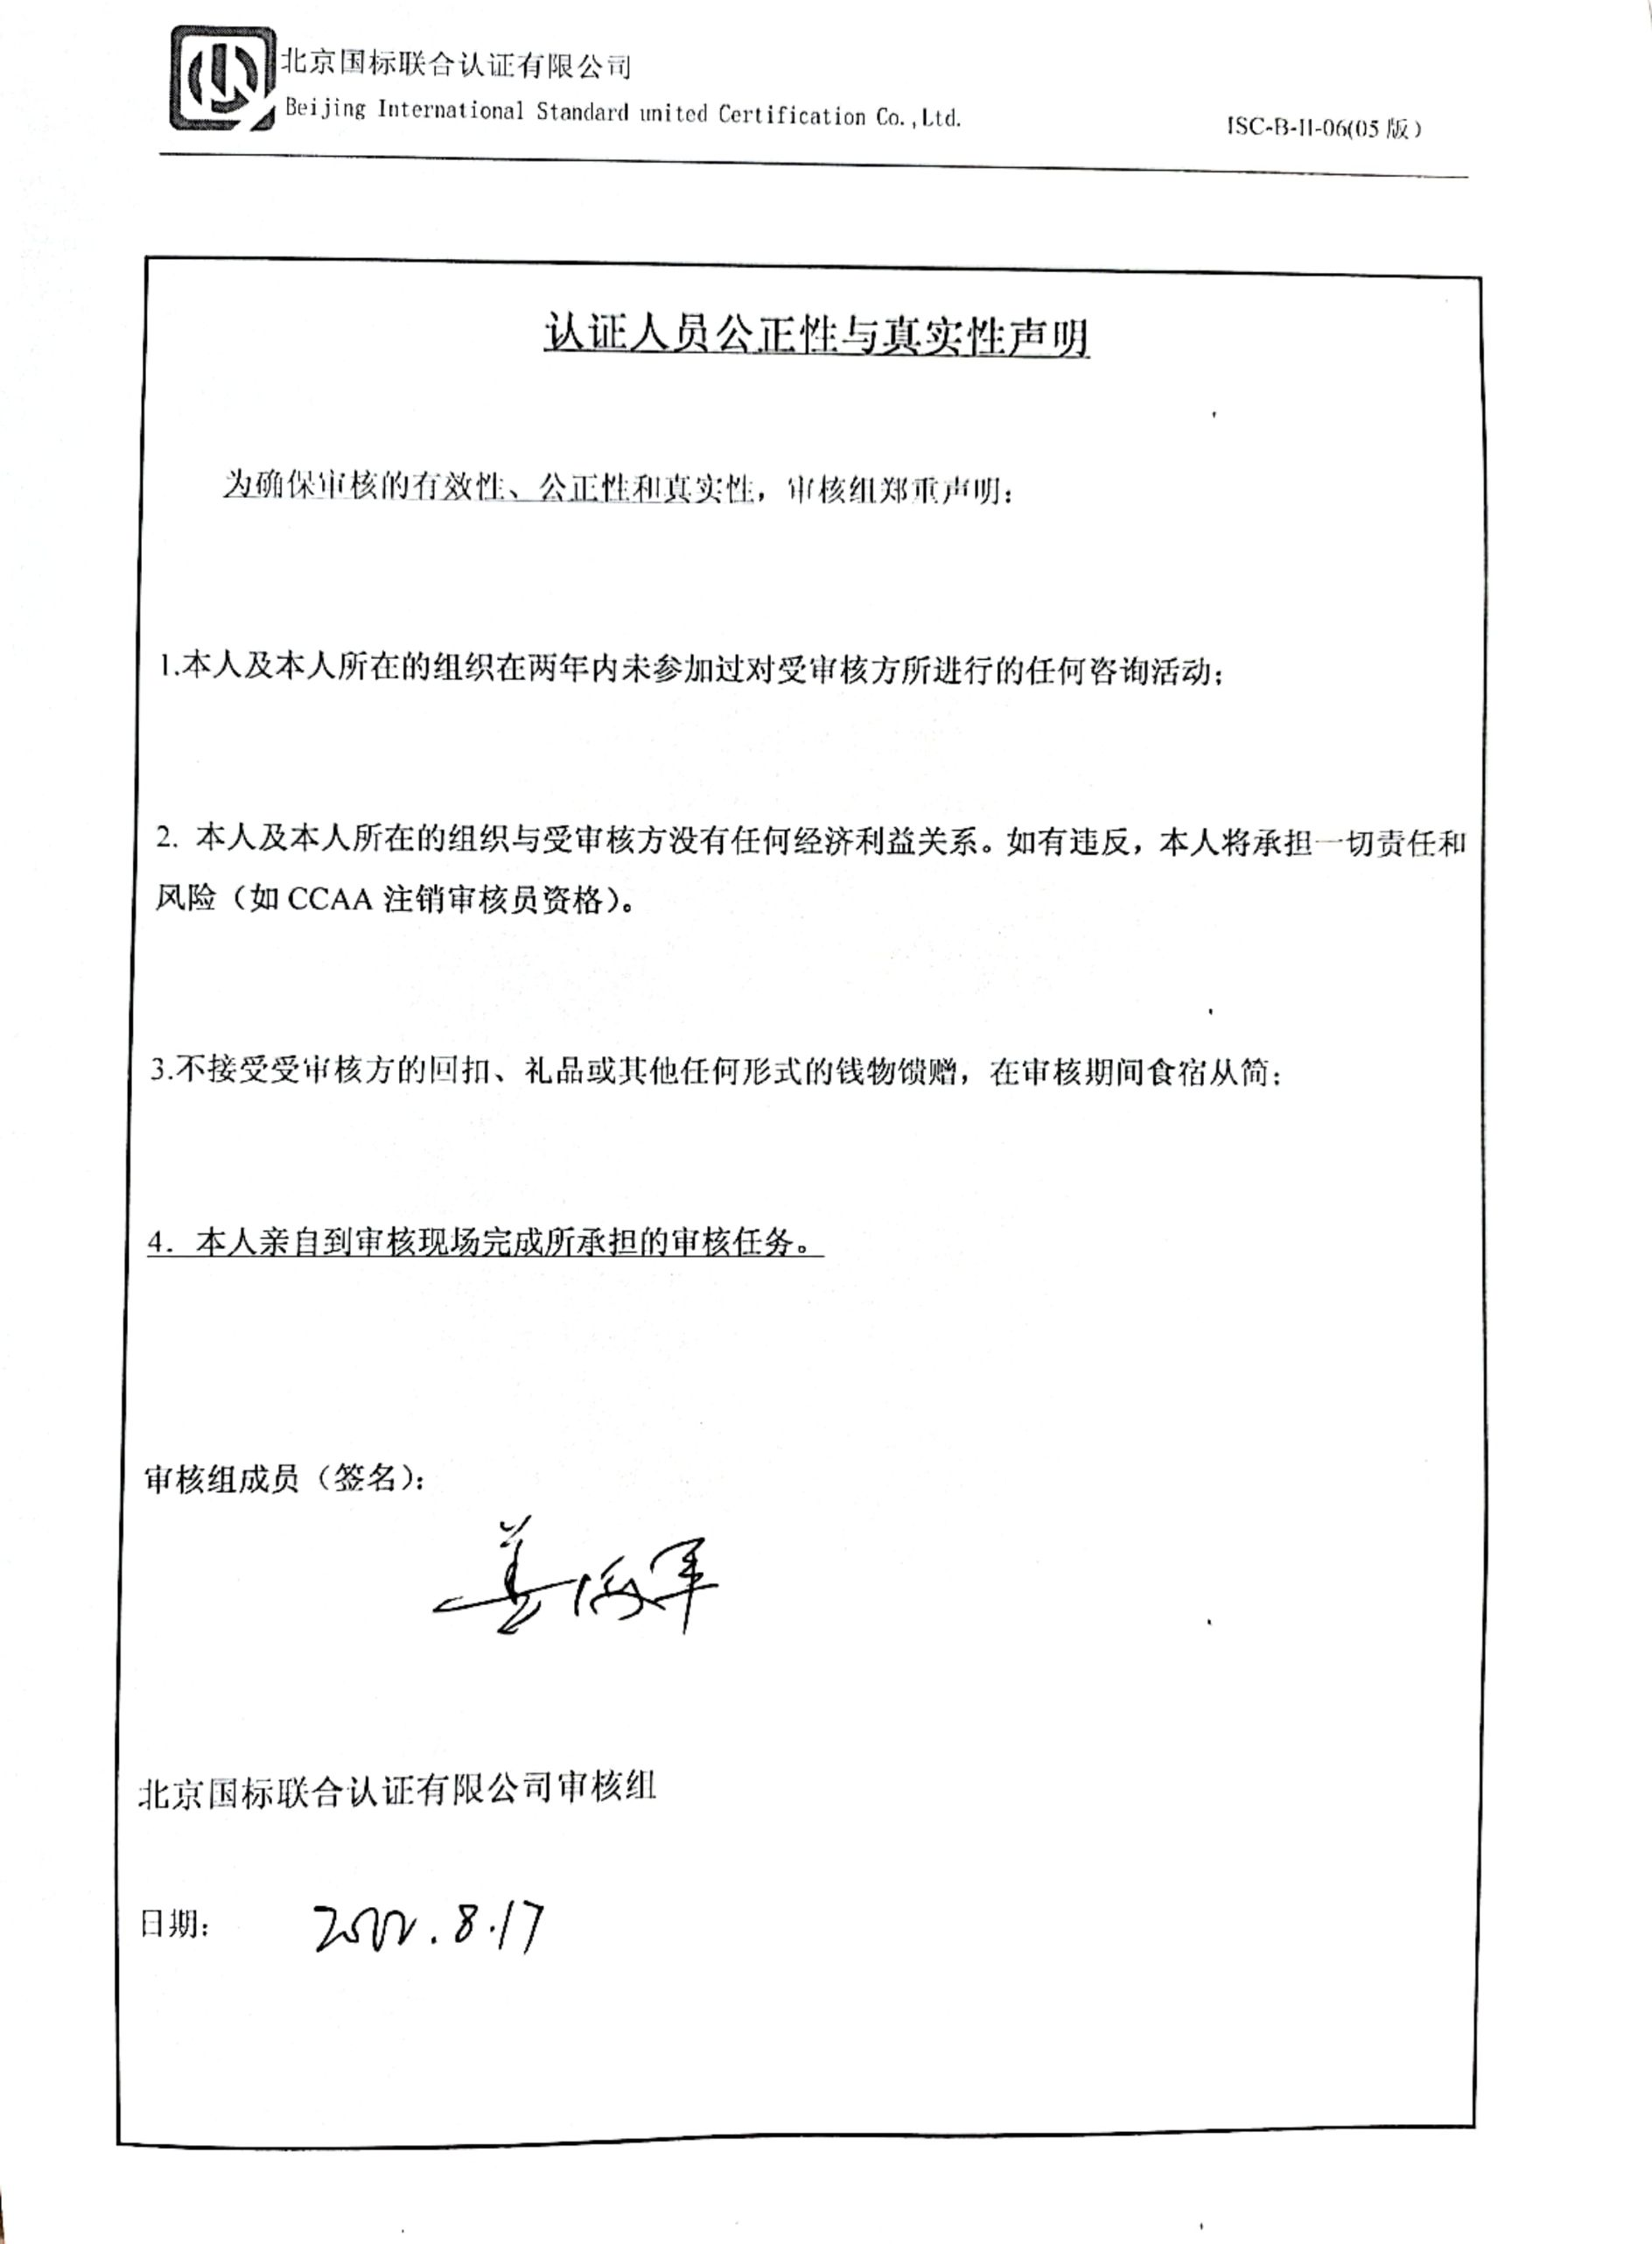 北京国标联合认证有限公司
Beijing International Standard united Certification Co.,Ltd.
ISC-B-II-06(05版)
认证人员公正性与真实性声明
为确保审核的有效性、公正性和真实性，审核组郑重声明：
1.本人及本人所在的组织在两年内未参加过对受审核方所进行的任何咨询活动；
2. 本人及本人所在的组织与受审核方没有任何经济利益关系。如有违反，本人将承担一切责任和
风险（如 CCAA 注销审核员资格）。
3.不接受受审核方的回扣、礼品或其他任何形式的钱物馈赠，在审核期间食宿从简；
4. 本人亲自到审核现场完成所承担的审核任务。
审核组成员（签名）：
北京国标联合认证有限公司审核组
日期： 2022.8.17